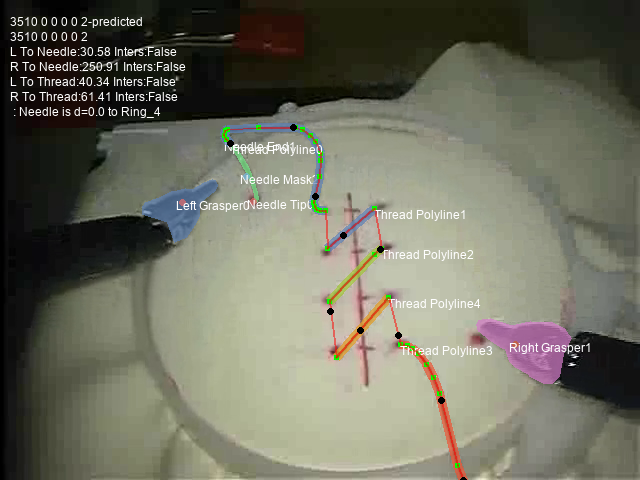 3510 0 0 0 0 2-predicted
3510 0 0 0 0 2
L To Needle:30.58 Inters:False
R To Needle:250.91 Inters:False
L To Thread:40.34 Inters:False
R To Thread:61.41 Inters:False
: Needle is d=0.0 to Ring_4
Needle End1
Thread Polyline0
Needle Mask
Left Grasper0
Needle Tip
Thread Polyline1
Thread Polyline2
Thread Polyline4
Thread Polyline3
Right Grasper1